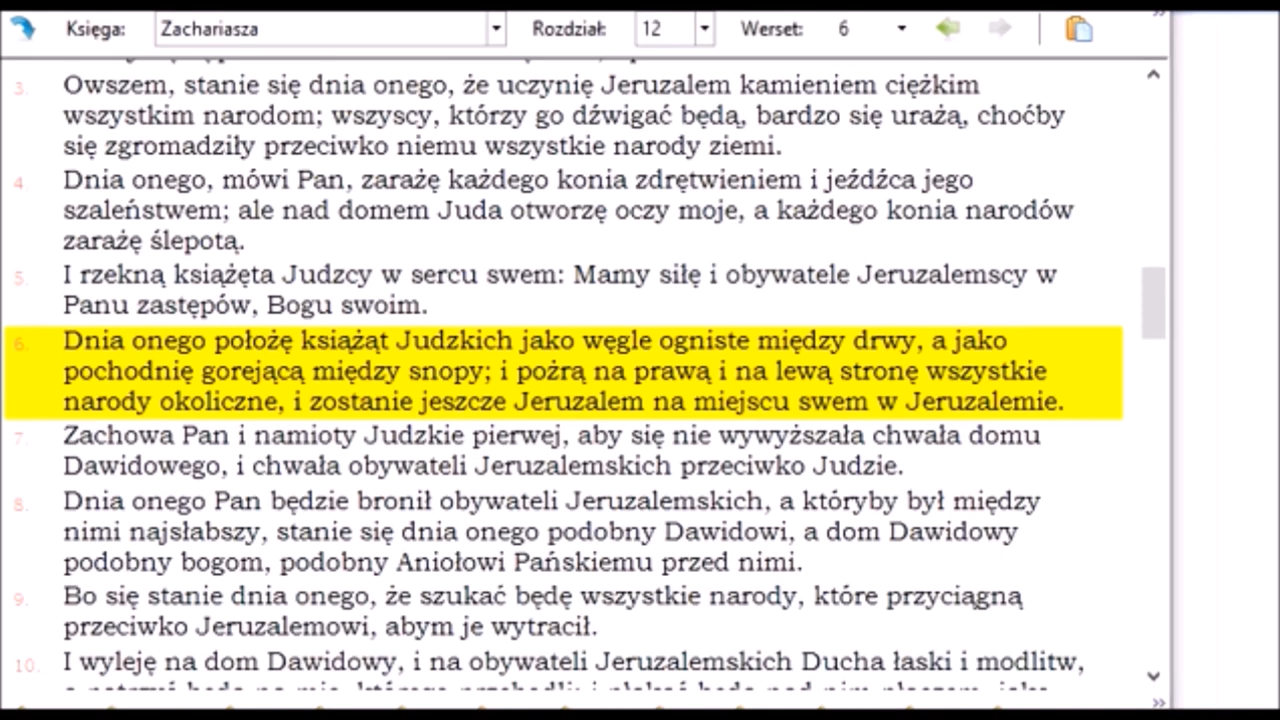 Księga: Zachariasza Rozdział: 12 Werset: 6
3. Owszem, stanie się dnia onego, że uczynię Jeruzalem kamieniem ciężkim
wszystkim narodom; wszyscy, którzy go dźwigać będą, bardzo się urażą, choćby
się zgromadziły przeciwko niemu wszystkie narody ziemi.
4 Dnia onego, mówi Pan, zarażę każdego konia zdrętwieniem i jeźdźca jego
szaleństwem; ale nad domem Juda otworzę oczy moje, a każdego konia narodów
zarażę ślepotą.
5. I rzekną książęta Judzcy w sercu swem: Mamy siłę i obywatele Jeruzalemscy w
Panu zastępów, Bogu swoim.
6. Dnia onego położę książąt Judzkich jako węgle ogniste między drwy, a jako
pochodnię gorejącą między snopy; i pożrą na prawą i na lewą stronę wszystkie
narody okoliczne, i zostanie jeszcze Jeruzalem na miejscu swem w Jeruzalemie.
7. Zachowa Pan i namioty Judzkie pierwej, aby się nie wywyższała chwała domu
Dawidowego, i chwała obywateli Jeruzalemskich przeciwko Judzie.
8. Dnia onego Pan będzie bronił obywateli Jeruzalemskich, a któryby był między
nimi najsłabszy, stanie się dnia onego podobny Dawidowi, a dom Dawidowy
podobny bogom, podobny Aniołowi Pańskiemu przed nimi.
9. Bo się stanie dnia onego, że szukać będę wszystkie narody, które przyciągną
przeciwko Jeruzalemowi, abym je wytracił.
10. I wyleję na dom Dawidowy, i na obywateli Jeruzalemskich Ducha łaski i modlitw,